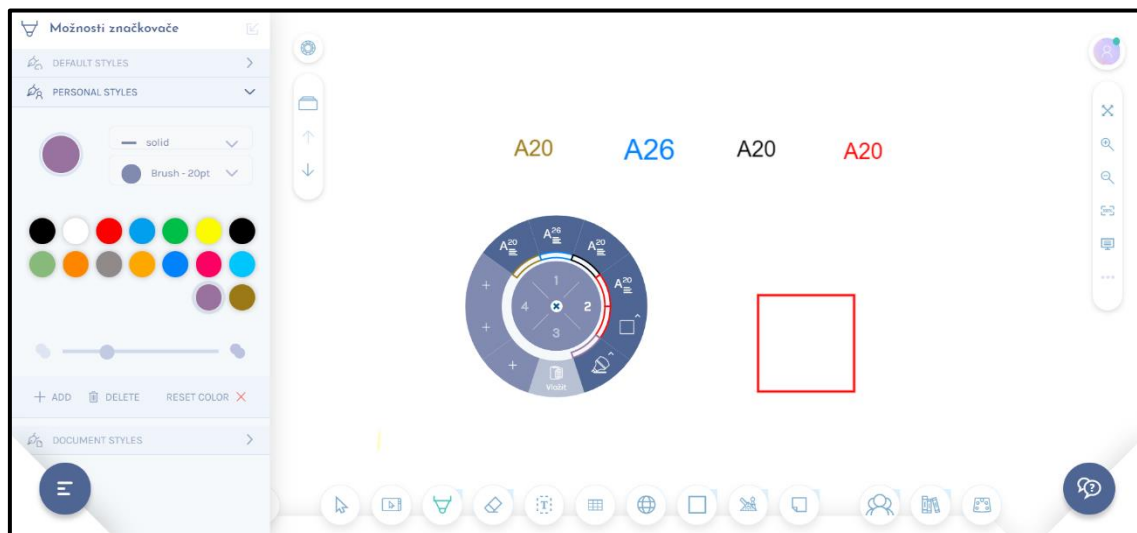 Možnosti značkovače
DEFAULT STYLES
PERSONAL STYLES
solid
Brush - 20pt
ADD
DELETE
RESET COLOR
DOCUMENT STYLES
A20
A26
A20
A20
A20
A26
A20
A20
1
2
3
4
Vložit